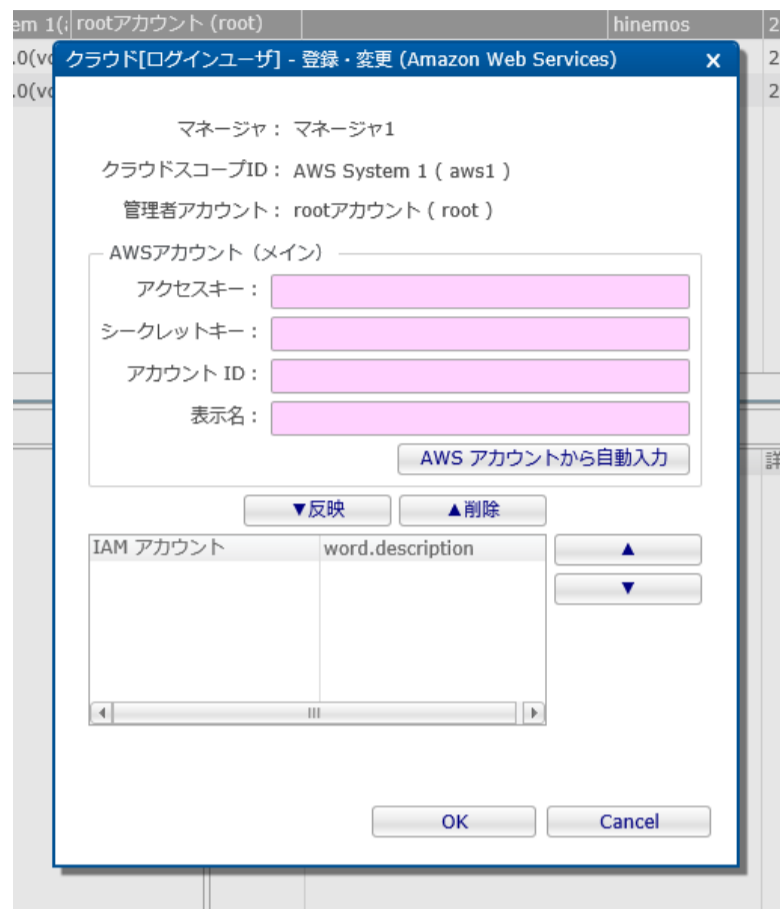 em 1(; rootアカウント (root) hinemos 2
.0(vc クラウド[ログインユーザ] - 登録・変更 (Amazon Web Services) x 2
.0(vc 2
マネージャ： マネージャ1
クラウドスコープID： AWS System 1 ( aws1 )
管理者アカウント： rootアカウント ( root )
AWSアカウント（メイン）
アクセスキー：
シークレットキー：
アカウント ID：
表示名：
AWS アカウントから自動入力
詳
▼反映 ▲削除
IAM アカウント word.description
▲
▼
OK Cancel